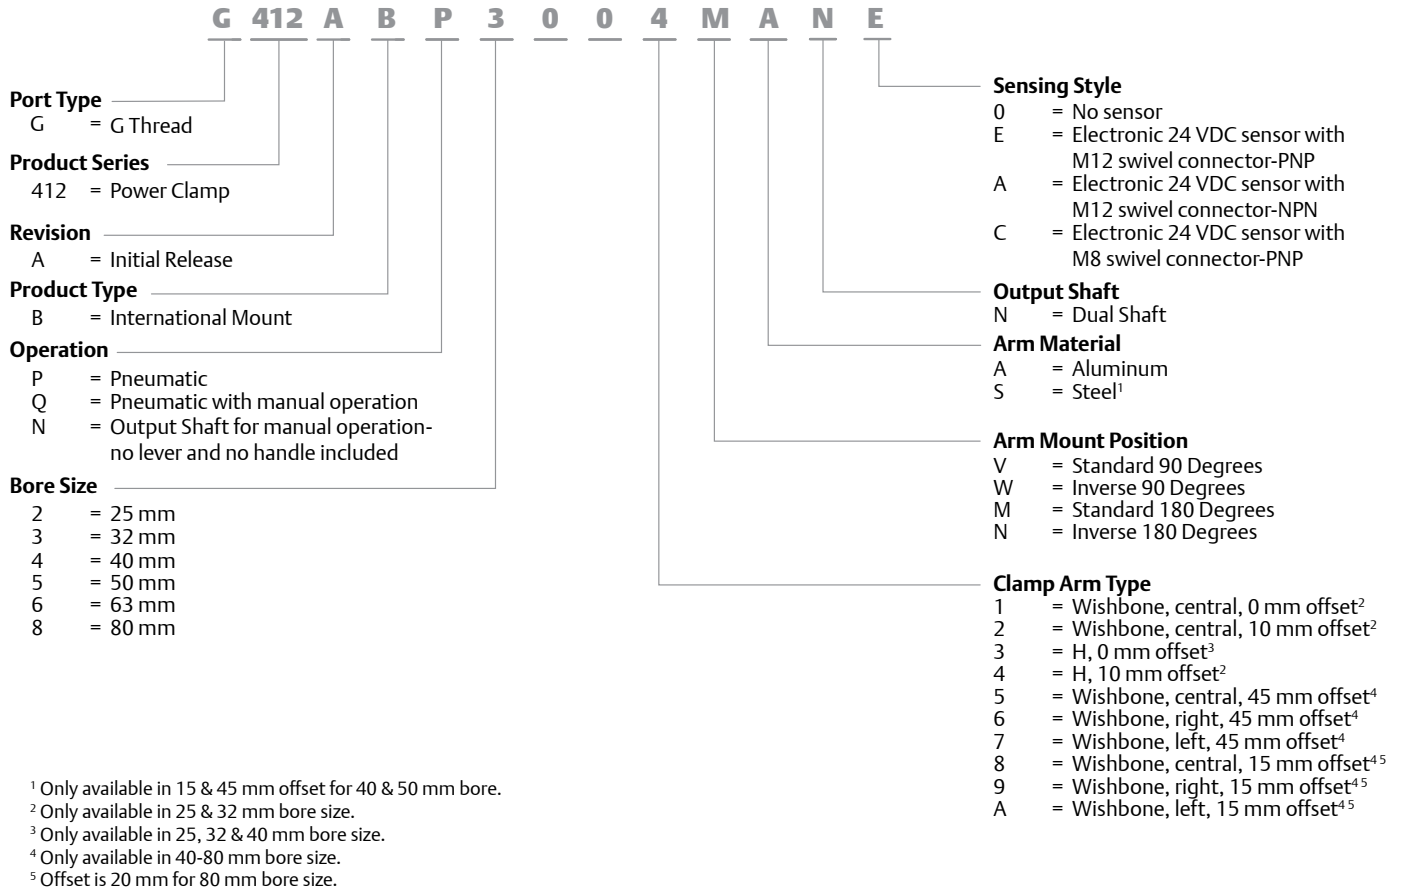 G 412 A B P 3 0 0 4 M A N E
Port Type
G = G Thread
Product Series
412 = Power Clamp
Revision
A = Initial Release
Product Type
B = International Mount
Operation
P = Pneumatic
Q = Pneumatic with manual operation
N = Output Shaft for manual operation-
no lever and no handle included
Bore Size
2 = 25 mm
3 = 32 mm
4 = 40 mm
5 = 50 mm
6 = 63 mm
8 = 80 mm
Sensing Style
0 = No sensor
E = Electronic 24 VDC sensor with
M12 swivel connector-PNP
A = Electronic 24 VDC sensor with
M12 swivel connector-NPN
C = Electronic 24 VDC sensor with
M8 swivel connector-PNP
Output Shaft
N = Dual Shaft
Arm Material
A = Aluminum
S = Steel¹
Arm Mount Position
V = Standard 90 Degrees
W = Inverse 90 Degrees
M = Standard 180 Degrees
N = Inverse 180 Degrees
Clamp Arm Type
1 = Wishbone, central, 0 mm offset²
2 = Wishbone, central, 10 mm offset²
3 = H, 0 mm offset³
4 = H, 10 mm offset²
5 = Wishbone, central, 45 mm offset⁴
6 = Wishbone, right, 45 mm offset⁴
7 = Wishbone, left, 45 mm offset⁴
8 = Wishbone, central, 15 mm offset⁴ ⁵
9 = Wishbone, right, 15 mm offset⁴ ⁵
A = Wishbone, left, 15 mm offset⁴ ⁵
¹ Only available in 15 & 45 mm offset for 40 & 50 mm bore.
² Only available in 25 & 32 mm bore size.
³ Only available in 25, 32 & 40 mm bore size.
⁴ Only available in 40-80 mm bore size.
⁵ Offset is 20 mm for 80 mm bore size.